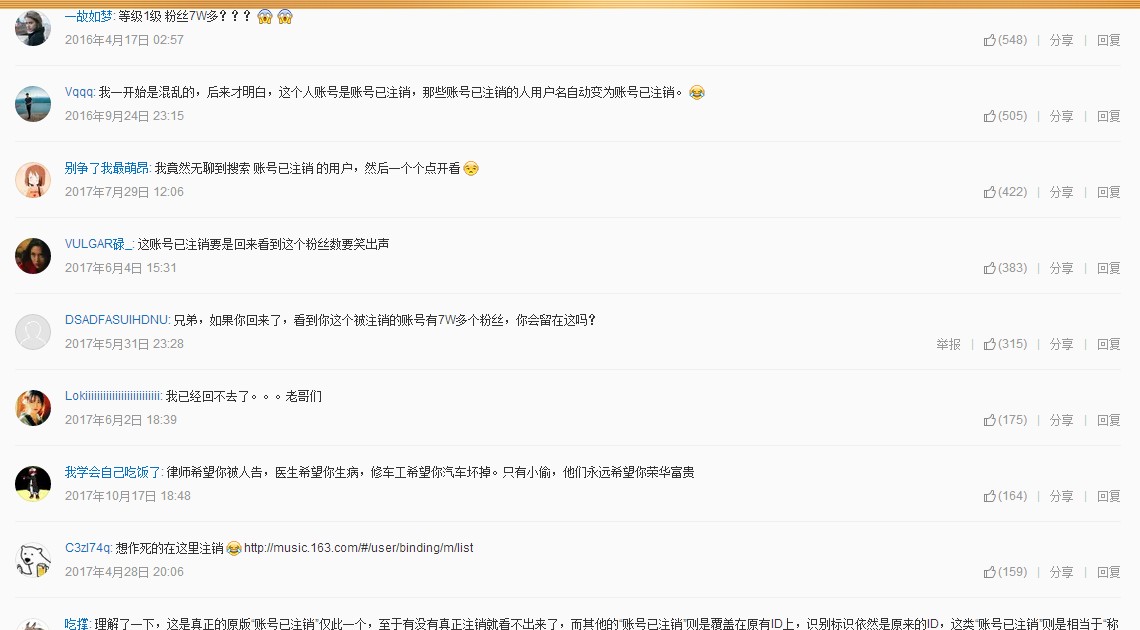 一故如梦: 等级1级 粉丝7W多？？？
2016年4月17日 02:57
(548) | 分享 | 回复
Vqqq: 我一开始是混乱的，后来才明白，这个人账号是账号已注销，那些账号已注销的人用户名自动变为账号已注销。
2016年9月24日 23:15
(505) | 分享 | 回复
别争了我最萌昂: 我竟然无聊到搜索 账号已注销 的用户，然后一个个点开看
2017年7月29日 12:06
(422) | 分享 | 回复
VULGAR碌_: 这账号已注销要是回来看到这个粉丝数要笑出声
2017年6月4日 15:31
(383) | 分享 | 回复
DSADFASUIHDNU: 兄弟，如果你回来了，看到你这个被注销的账号有7W多个粉丝，你会留在这吗？
2017年5月31日 23:28
举报 | (315) | 分享 | 回复
2017年6月2日 18:39
我已经回不去了。。。老哥们
(175) | 分享 | 回复
我学会自己吃饭了: 律师希望你被人告，医生希望你生病，修车工希望你汽车坏掉。只有小偷，他们永远希望你荣华富贵
2017年10月17日 18:48
(164) | 分享 | 回复
C3zl74q: 想作死的在这里注销 http://music.163.com/#/user/binding/m/list
2017年4月28日 20:06
(159) | 分享 | 回复
吃撑: 理解了一下，这是真正的原版“账号已注销”仅此一个，至于有没有真正注销就看不出来了，而其他的“账号已注销”则是覆盖在原有ID上，识别标识依然是原来的ID，这类“账号已注销”则是相当于“称